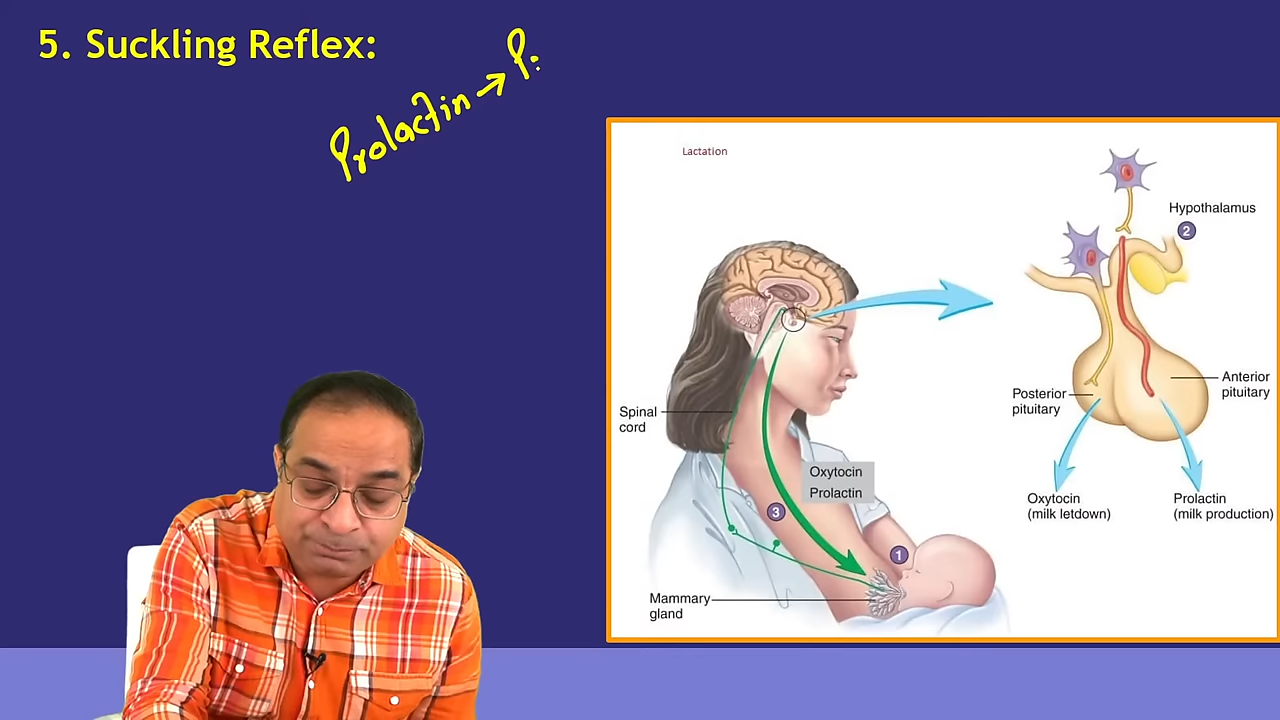 5. Suckling Reflex:
Prolactin → P
Lactation
Hypothalamus
2
Anterior
pituitary
Posterior
pituitary
Spinal
cord
Oxytocin
Prolactin
3
Oxytocin
(milk letdown)
Prolactin
(milk production)
1
Mammary
gland